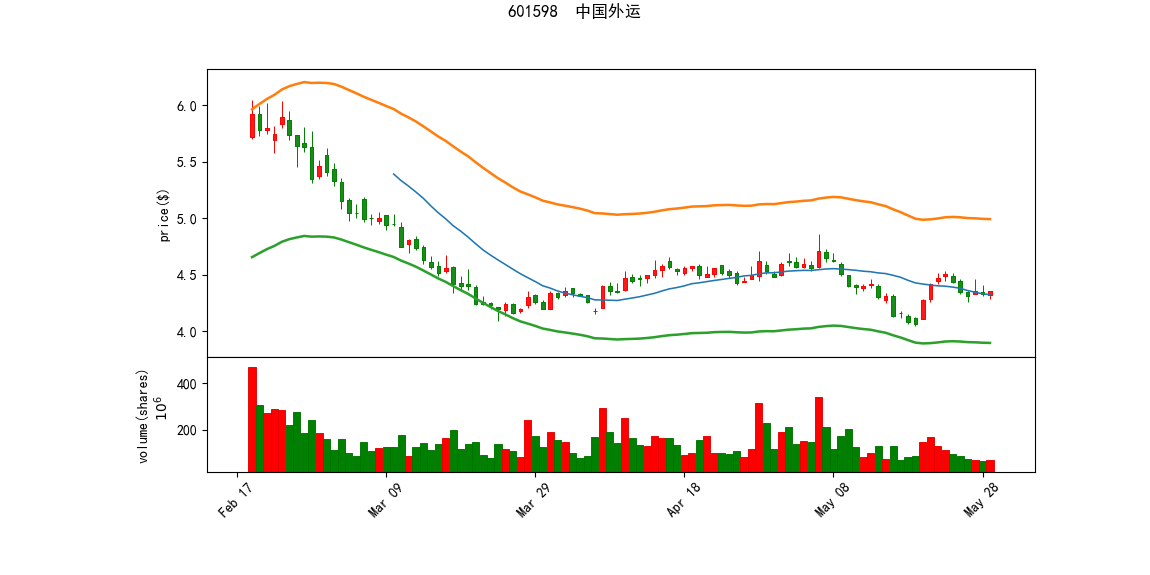 601598 中国外运
price($)
6.0
5.5
5.0
4.5
4.0
volume(shares)
10^6
400
200
Feb 17
Mar 09
Mar 29
Apr 18
May 08
May 28